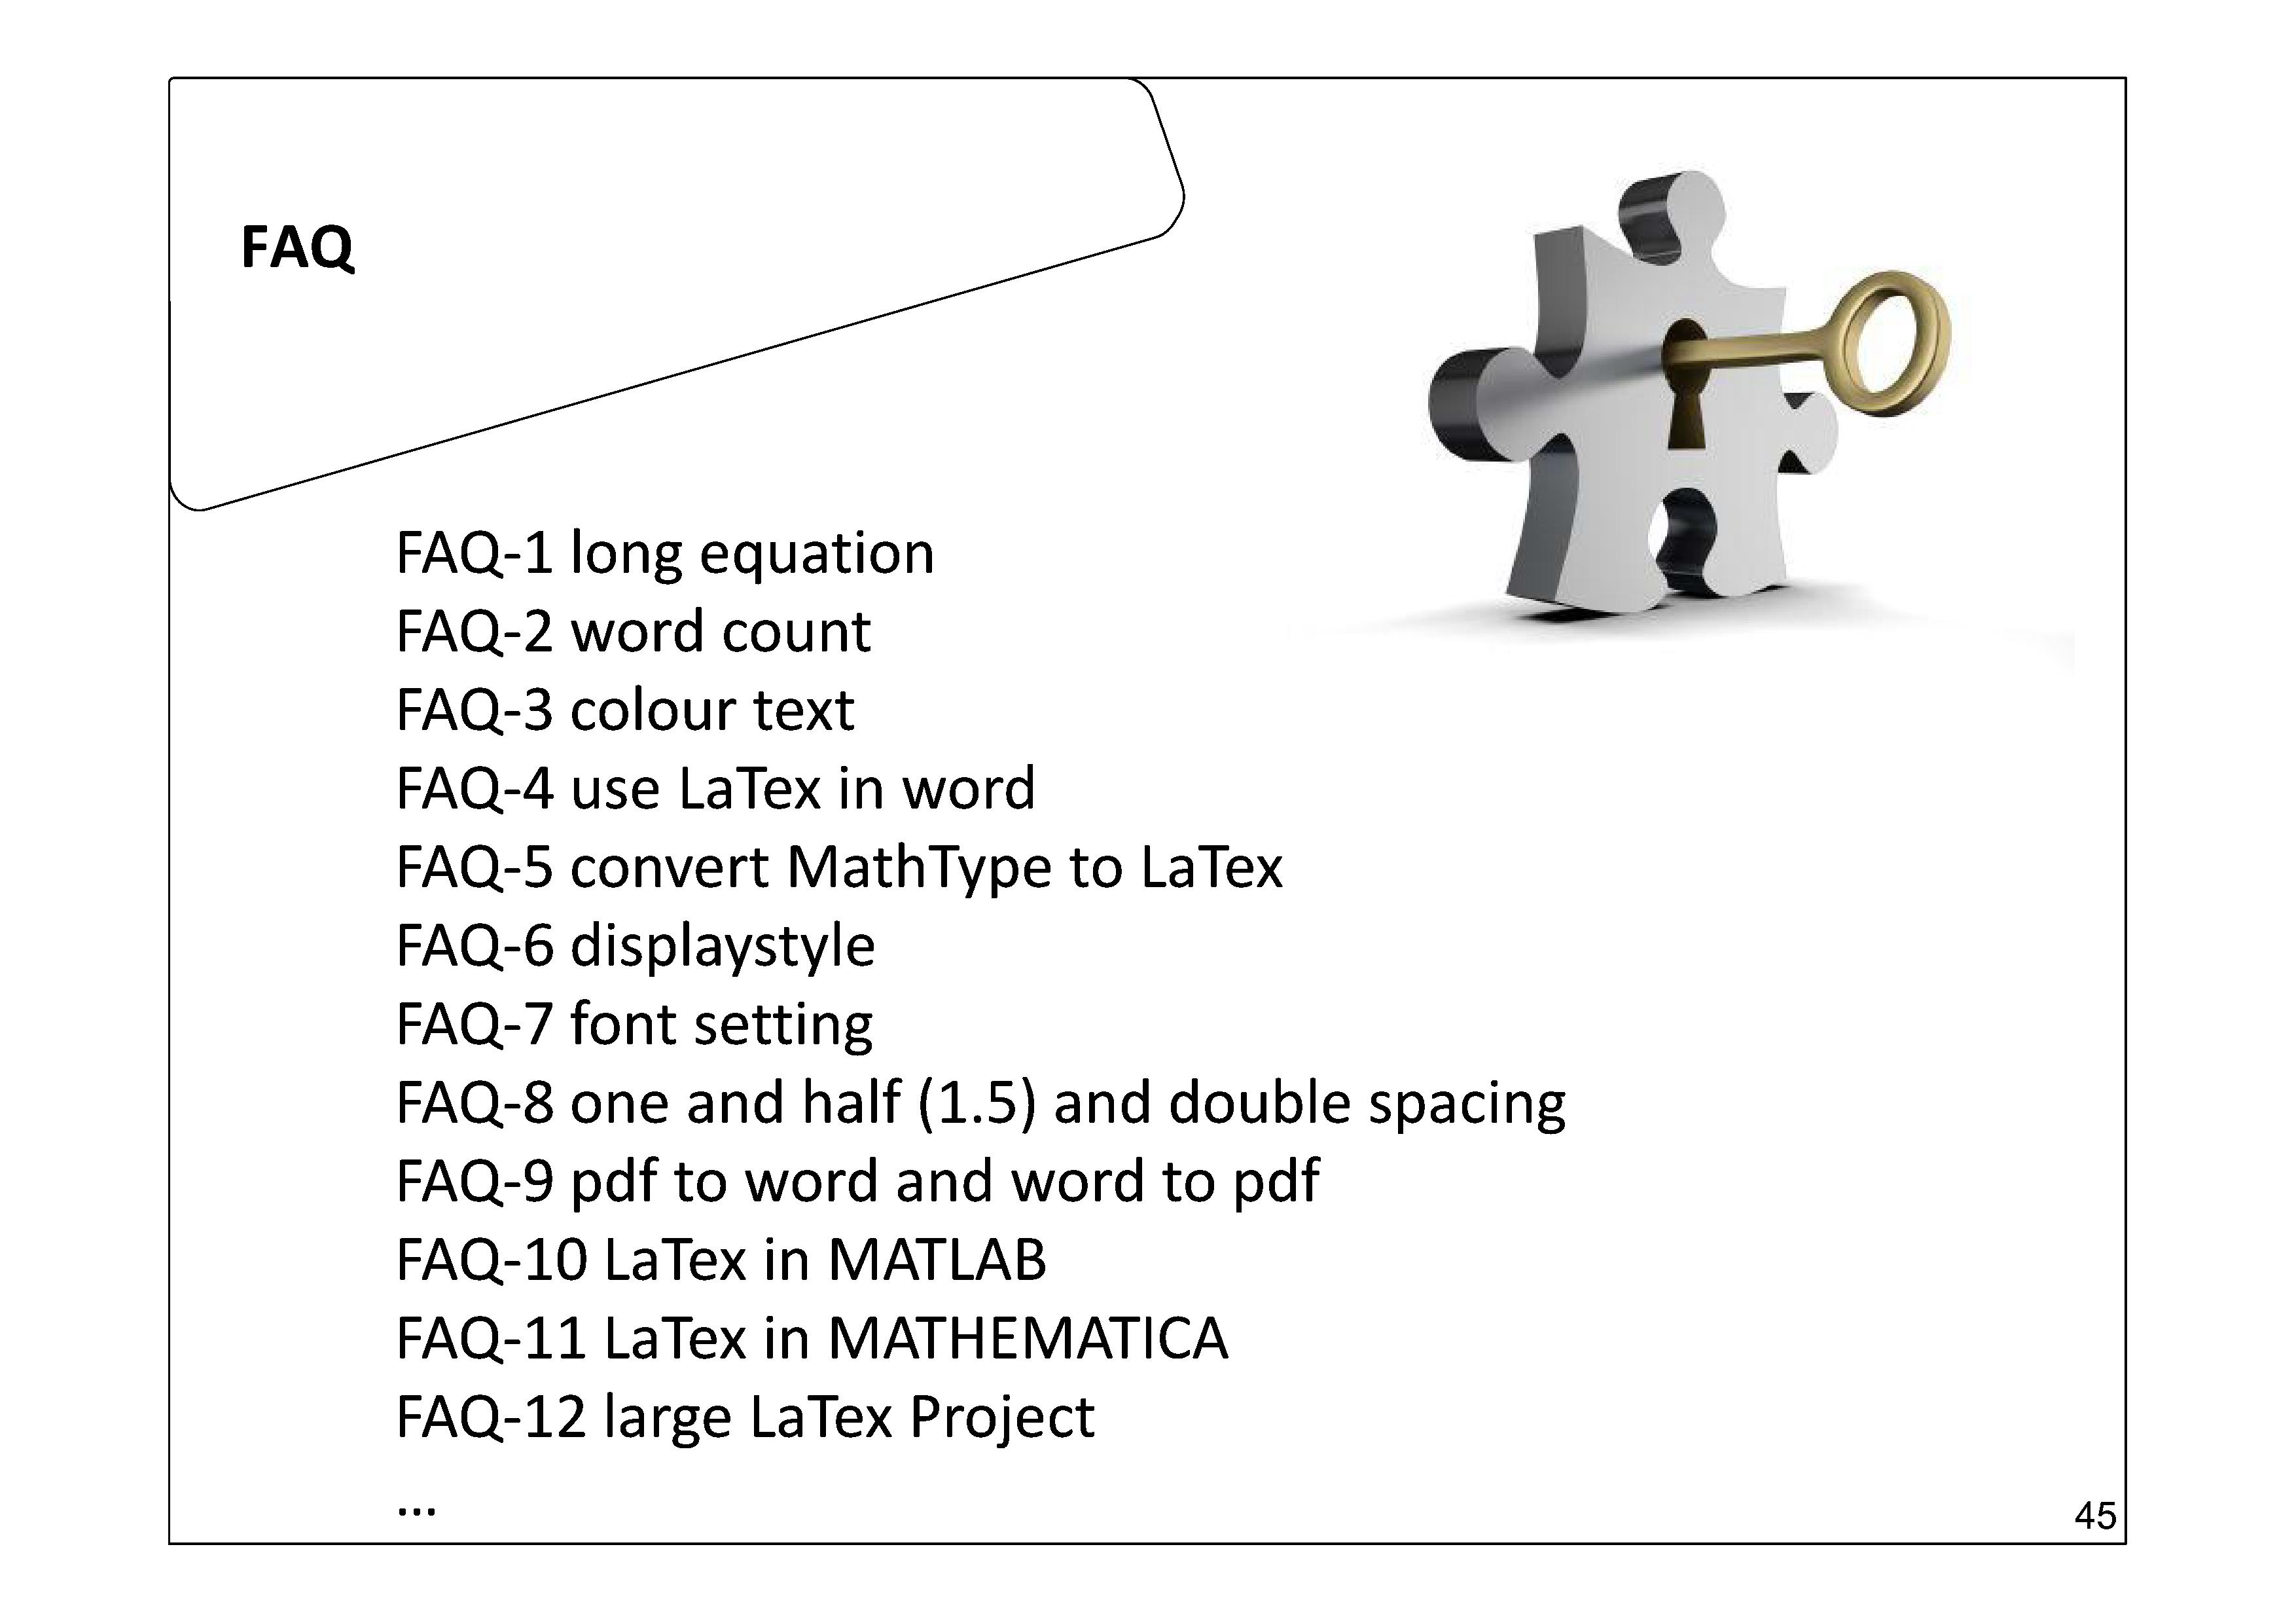 FAQ
FAQ-1 long equation
FAQ-2 word count
FAQ-3 colour text
FAQ-4 use LaTex in word
FAQ-5 convert MathType to LaTex
FAQ-6 displaystyle
FAQ-7 font setting
FAQ-8 one and half (1.5) and double spacing
FAQ-9 pdf to word and word to pdf
FAQ-10 LaTex in MATLAB
FAQ-11 LaTex in MATHEMATICA
FAQ-12 large LaTex Project
...
45